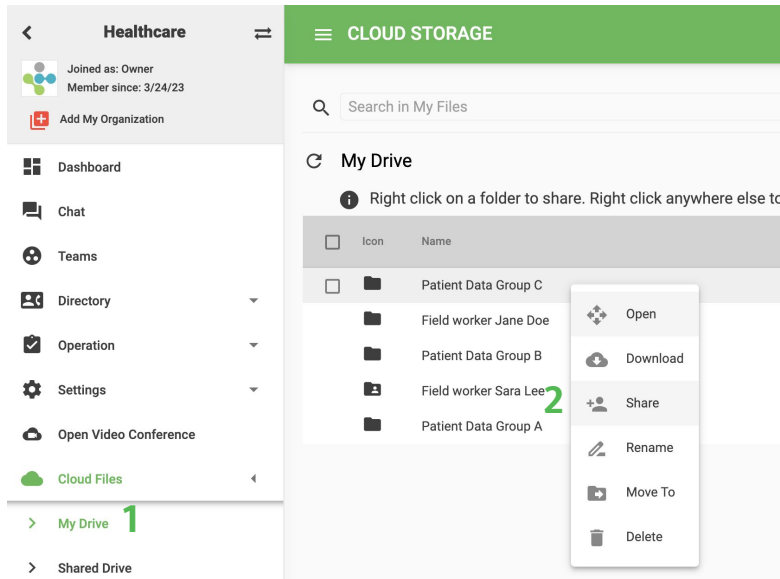 Healthcare
Joined as: Owner
Member since: 3/24/23
Add My Organization
Dashboard
Chat
Teams
Directory
Operation
Settings
Open Video Conference
Cloud Files
My Drive 1
Shared Drive
CLOUD STORAGE
Search in My Files
My Drive
Right click on a folder to share. Right click anywhere else to
Icon Name
Patient Data Group C
Field worker Jane Doe
Patient Data Group B
Field worker Sara Lee
Patient Data Group A
2
Open
Download
Share
Rename
Move To
Delete